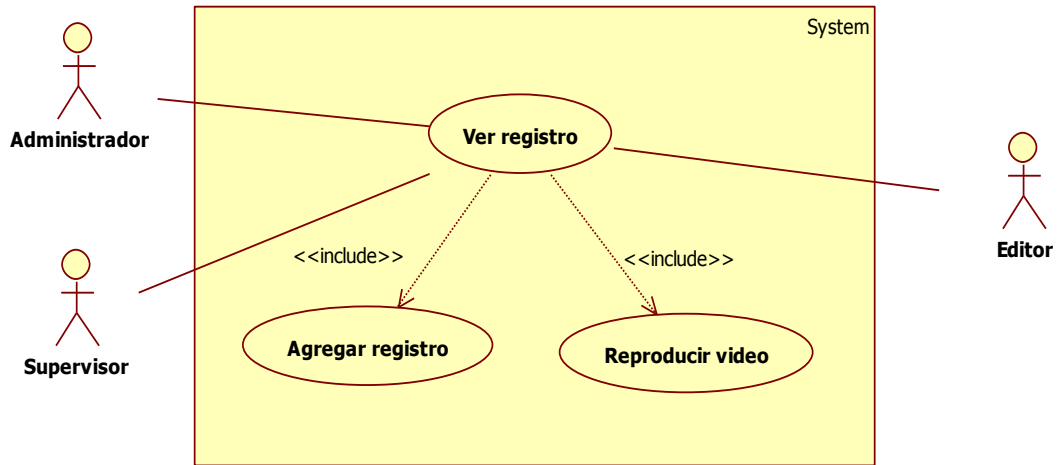 System
Administrador
Ver registro
Editor
<<include>>
<<include>>
Supervisor
Agregar registro
Reproducir video